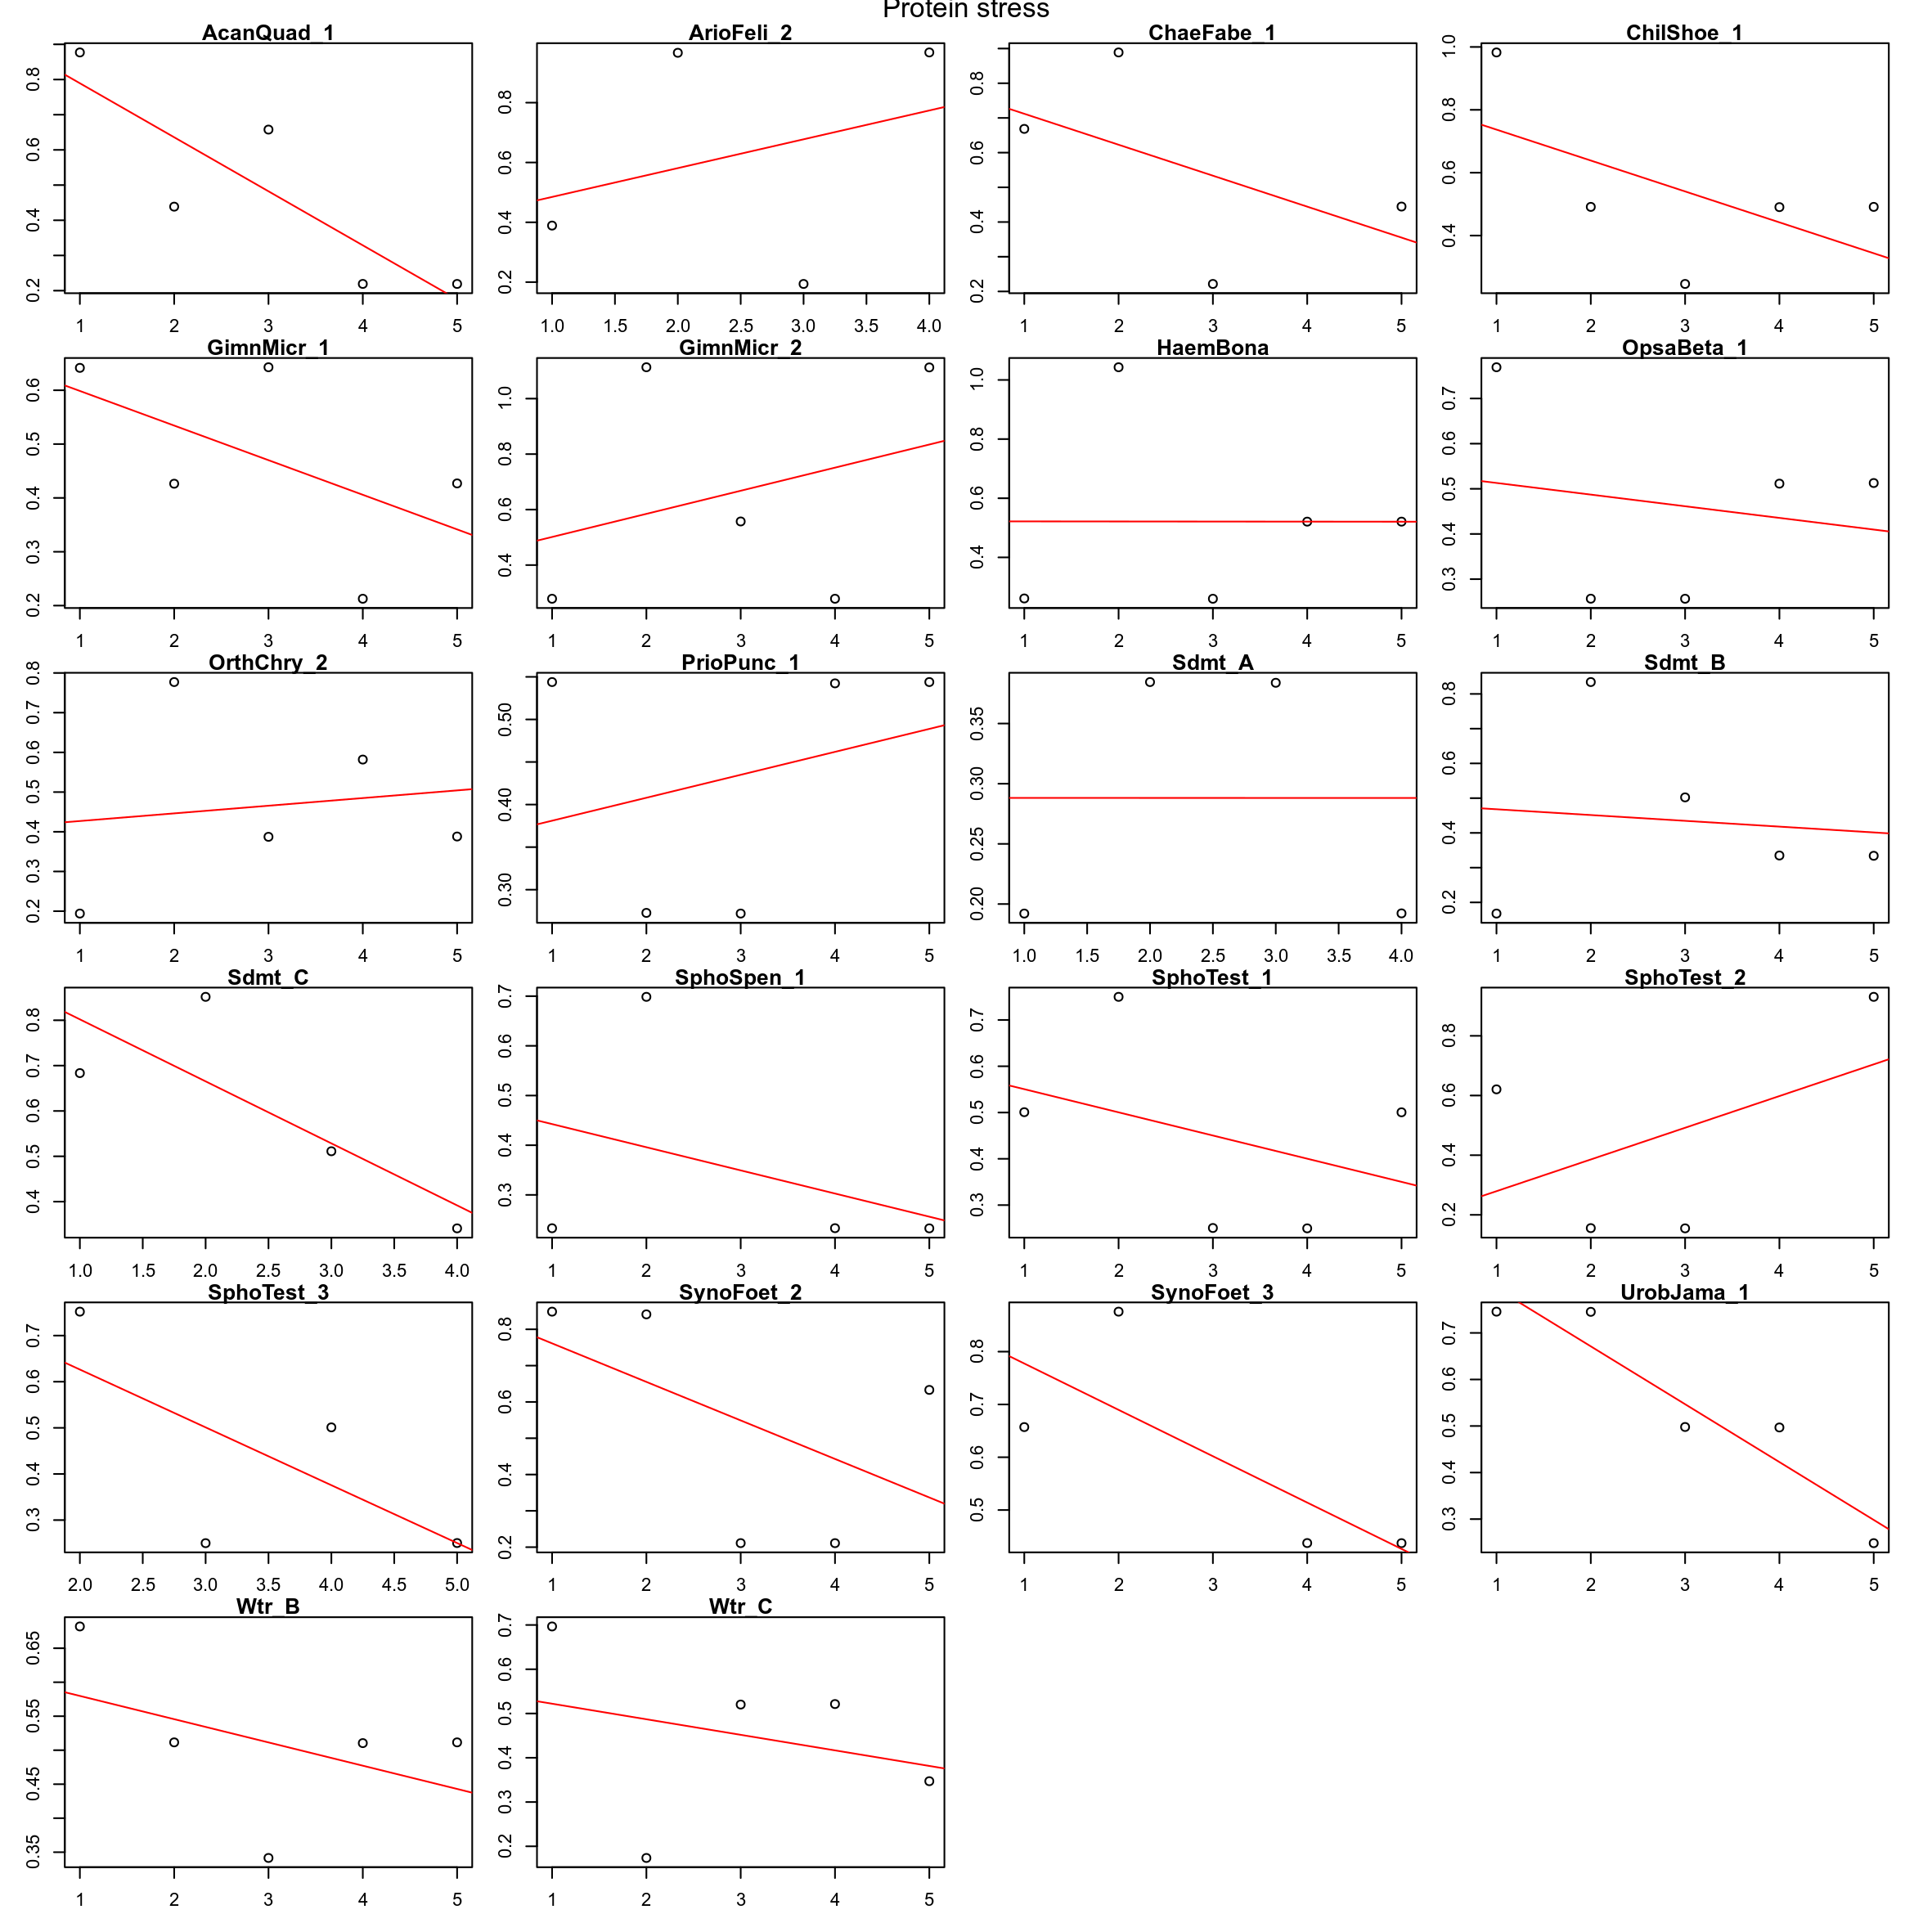 Protein stress
AcanQuad_1 ArioFeli_2 ChaeFabe_1 ChilShoe_1
0.2 0.4 0.6 0.8
1 2 3 4 5
0.2 0.4 0.6 0.8
1.0 1.5 2.0 2.5 3.0 3.5 4.0
0.2 0.4 0.6 0.8
1 2 3 4 5
0.4 0.6 0.8 1.0
1 2 3 4 5
GimnMicr_1 GimnMicr_2 HaemBona OpsaBeta_1
0.2 0.3 0.4 0.5 0.6
1 2 3 4 5
0.4 0.6 0.8 1.0
1 2 3 4 5
0.4 0.6 0.8 1.0
1 2 3 4 5
0.3 0.4 0.5 0.6 0.7
1 2 3 4 5
OrthChry_2 PrioPunc_1 Sdmt_A Sdmt_B
0.2 0.3 0.4 0.5 0.6 0.7 0.8
1 2 3 4 5
0.30 0.40 0.50
1 2 3 4 5
0.20 0.25 0.30 0.35
1.0 1.5 2.0 2.5 3.0 3.5 4.0
0.2 0.4 0.6 0.8
1 2 3 4 5
Sdmt_C SphoSpen_1 SphoTest_1 SphoTest_2
0.4 0.5 0.6 0.7 0.8
1.0 1.5 2.0 2.5 3.0 3.5 4.0
0.3 0.4 0.5 0.6 0.7
1 2 3 4 5
0.3 0.4 0.5 0.6 0.7
1 2 3 4 5
0.2 0.4 0.6 0.8
1 2 3 4 5
SphoTest_3 SynoFoet_2 SynoFoet_3 UrobJama_1
0.3 0.4 0.5 0.6 0.7
2.0 2.5 3.0 3.5 4.0 4.5 5.0
0.2 0.4 0.6 0.8
1 2 3 4 5
0.5 0.6 0.7 0.8
1 2 3 4 5
0.3 0.4 0.5 0.6 0.7
1 2 3 4 5
Wtr_B Wtr_C
0.35 0.45 0.55 0.65
1 2 3 4 5
0.2 0.3 0.4 0.5 0.6 0.7
1 2 3 4 5